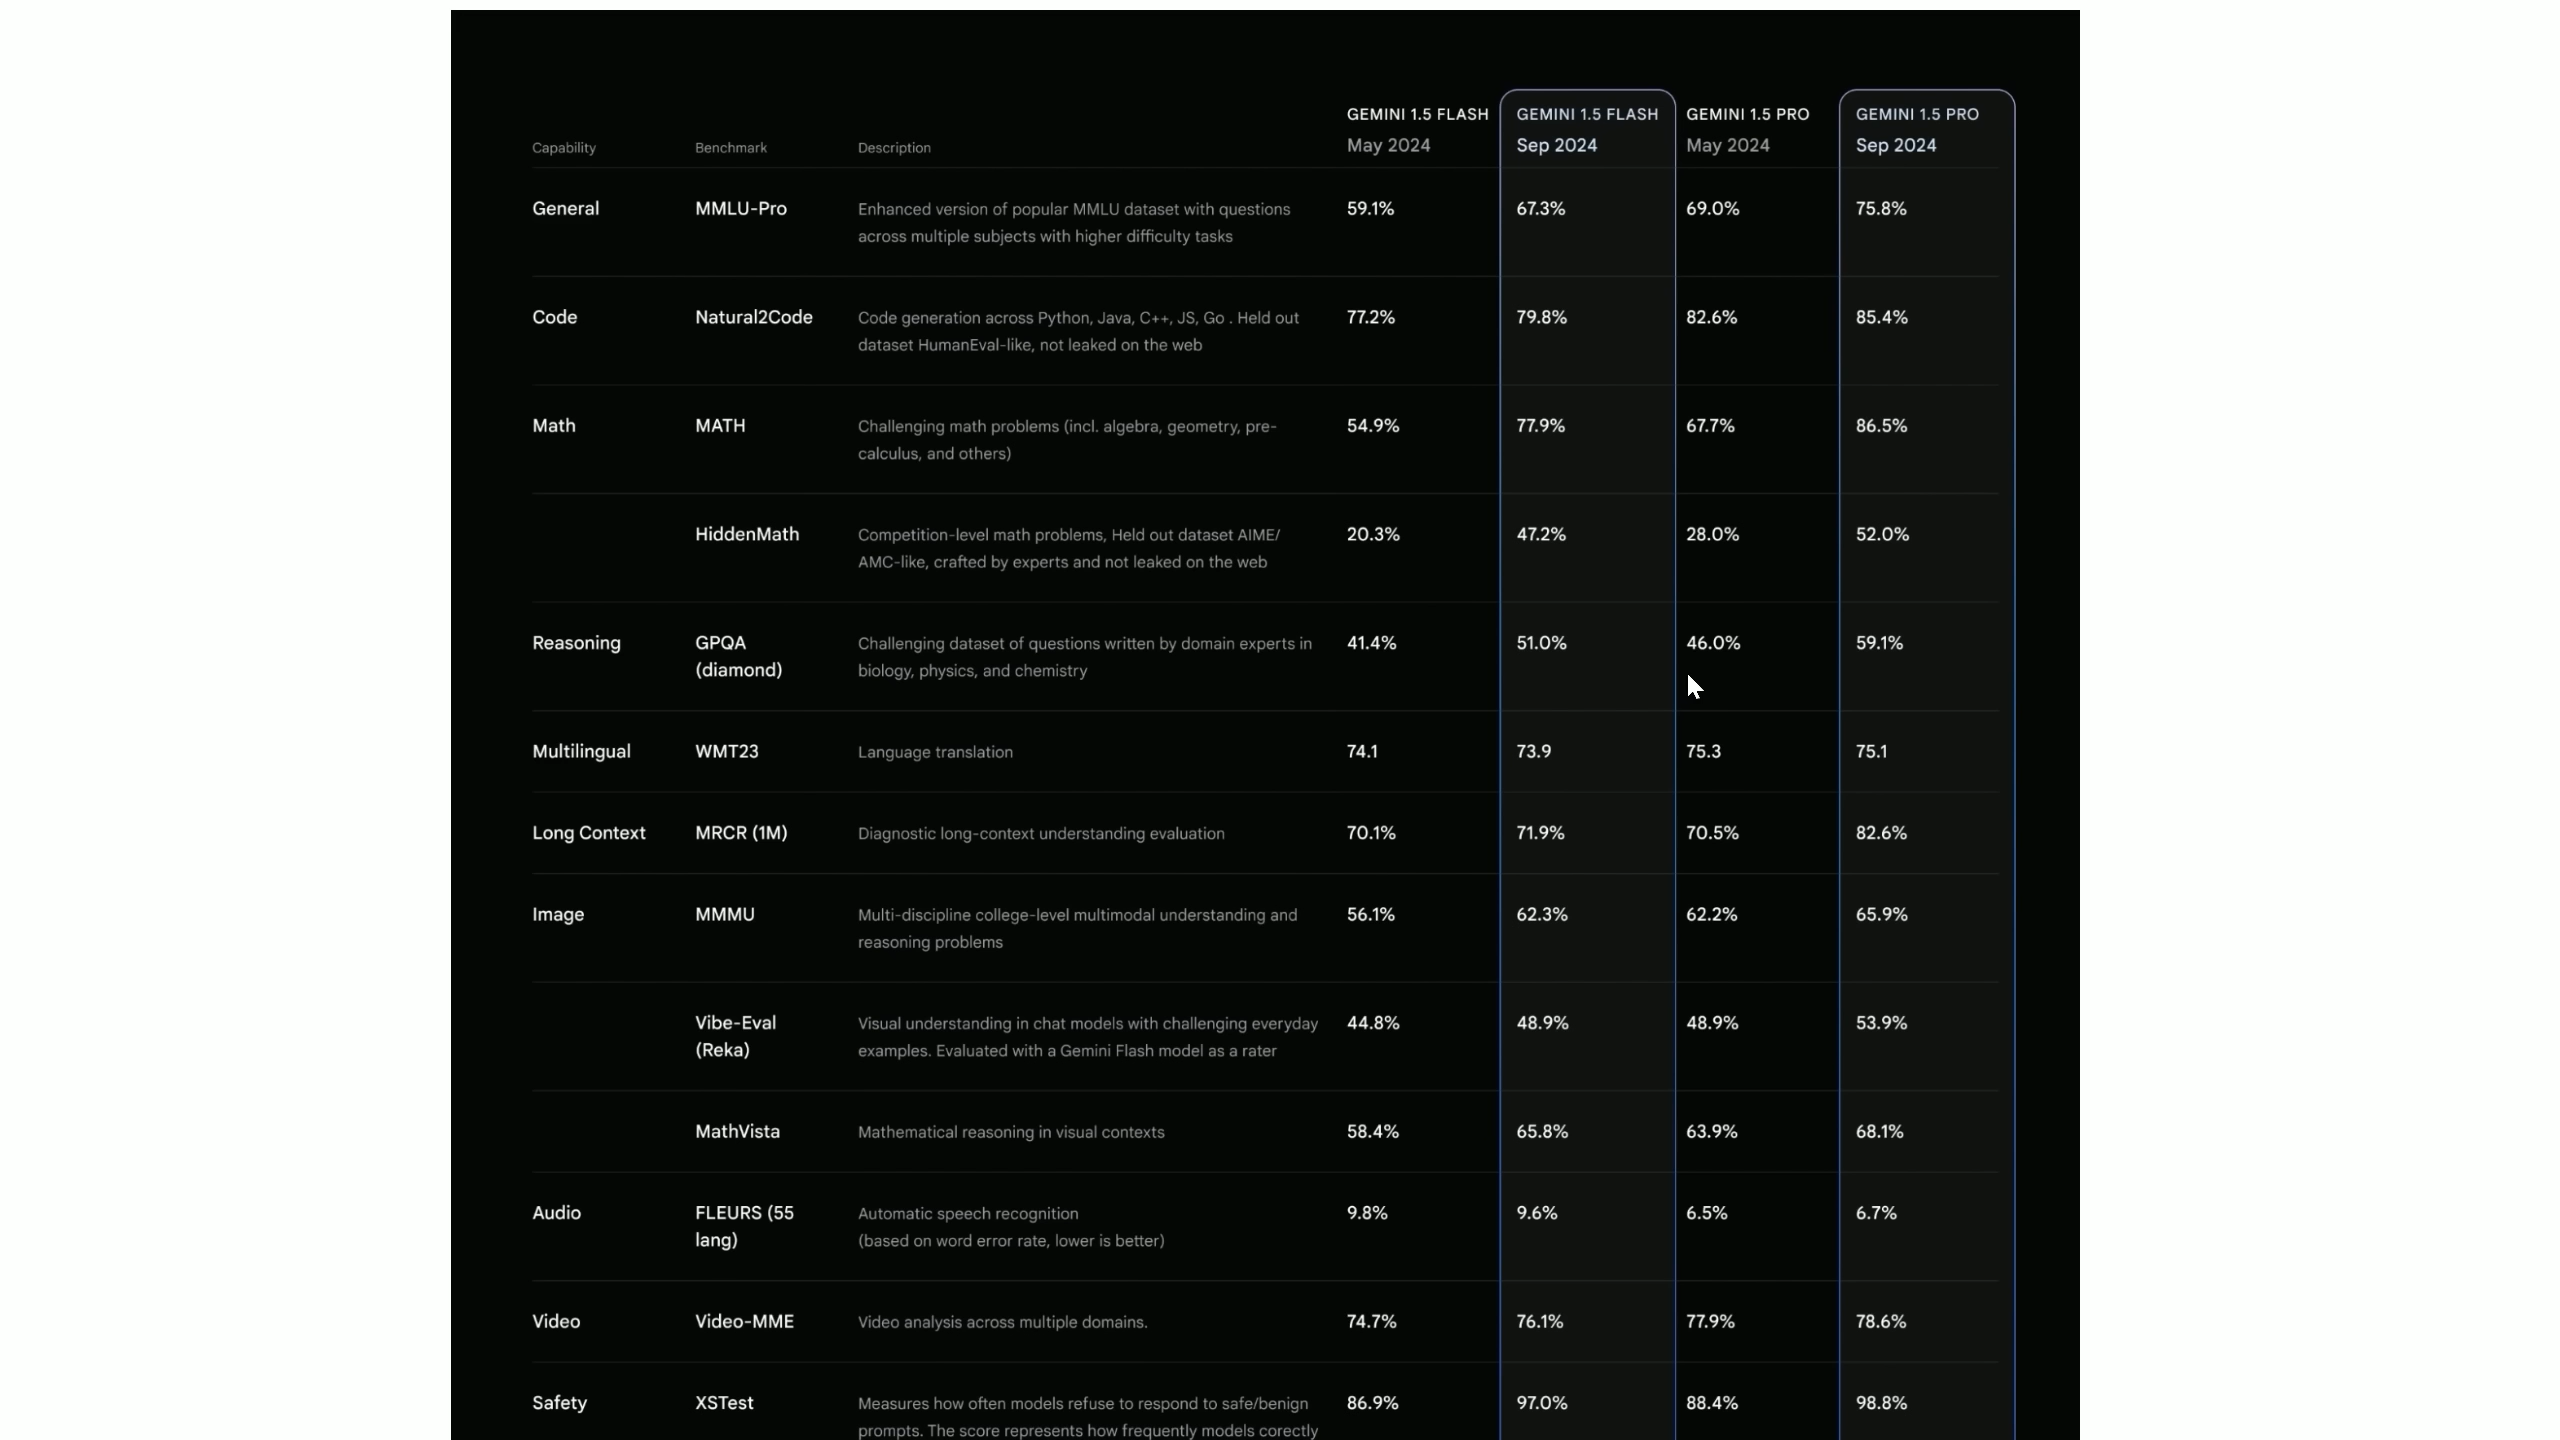 GEMINI 1.5 FLASH GEMINI 1.5 FLASH GEMINI 1.5 PRO GEMINI 1.5 PRO
Capability Benchmark Description May 2024 Sep 2024 May 2024 Sep 2024
General MMLU-Pro Enhanced version of popular MMLU dataset with questions 59.1% 67.3% 69.0% 75.8%
across multiple subjects with higher difficulty tasks
Code Natural2Code Code generation across Python, Java, C++, JS, Go . Held out 77.2% 79.8% 82.6% 85.4%
dataset HumanEval-like, not leaked on the web
Math MATH Challenging math problems (incl. algebra, geometry, pre- 54.9% 77.9% 67.7% 86.5%
calculus, and others)
HiddenMath Competition-level math problems, Held out dataset AIME/ 20.3% 47.2% 28.0% 52.0%
AMC-like, crafted by experts and not leaked on the web
Reasoning GPQA Challenging dataset of questions written by domain experts in 41.4% 51.0% 46.0% 59.1%
(diamond) biology, physics, and chemistry
Multilingual WMT23 Language translation 74.1 73.9 75.3 75.1
Long Context MRCR (1M) Diagnostic long-context understanding evaluation 70.1% 71.9% 70.5% 82.6%
Image MMMU Multi-discipline college-level multimodal understanding and 56.1% 62.3% 62.2% 65.9%
reasoning problems
Vibe-Eval Visual understanding in chat models with challenging everyday 44.8% 48.9% 48.9% 53.9%
(Reka) examples. Evaluated with a Gemini Flash model as a rater
MathVista Mathematical reasoning in visual contexts 58.4% 65.8% 63.9% 68.1%
Audio FLEURS (55 Automatic speech recognition 9.8% 9.6% 6.5% 6.7%
lang) (based on word error rate, lower is better)
Video Video-MME Video analysis across multiple domains. 74.7% 76.1% 77.9% 78.6%
Safety XSTest Measures how often models refuse to respond to safe/benign 86.9% 97.0% 88.4% 98.8%
prompts. The score represents how frequently models corectly